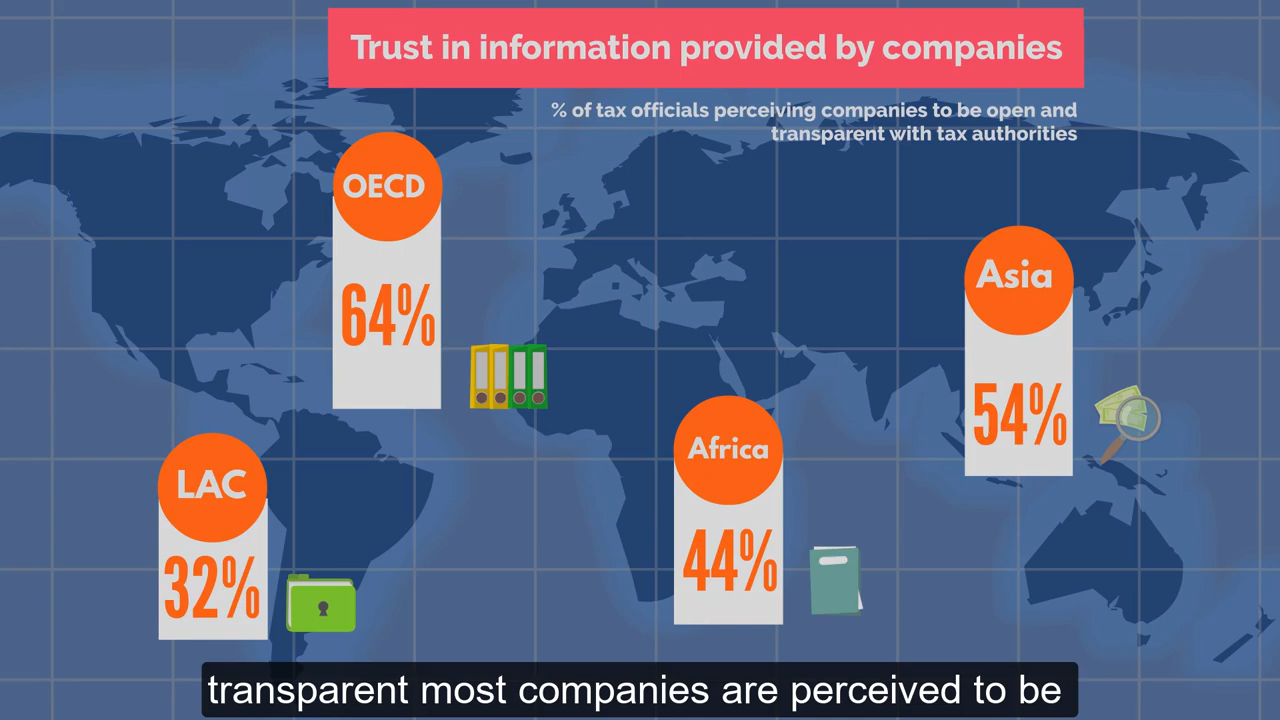 Trust in information provided by companies
% of tax officials perceiving companies to be open and
transparent with tax authorities
OECD
64%
Asia
54%
Africa
44%
LAC
32%
transparent most companies are perceived to be